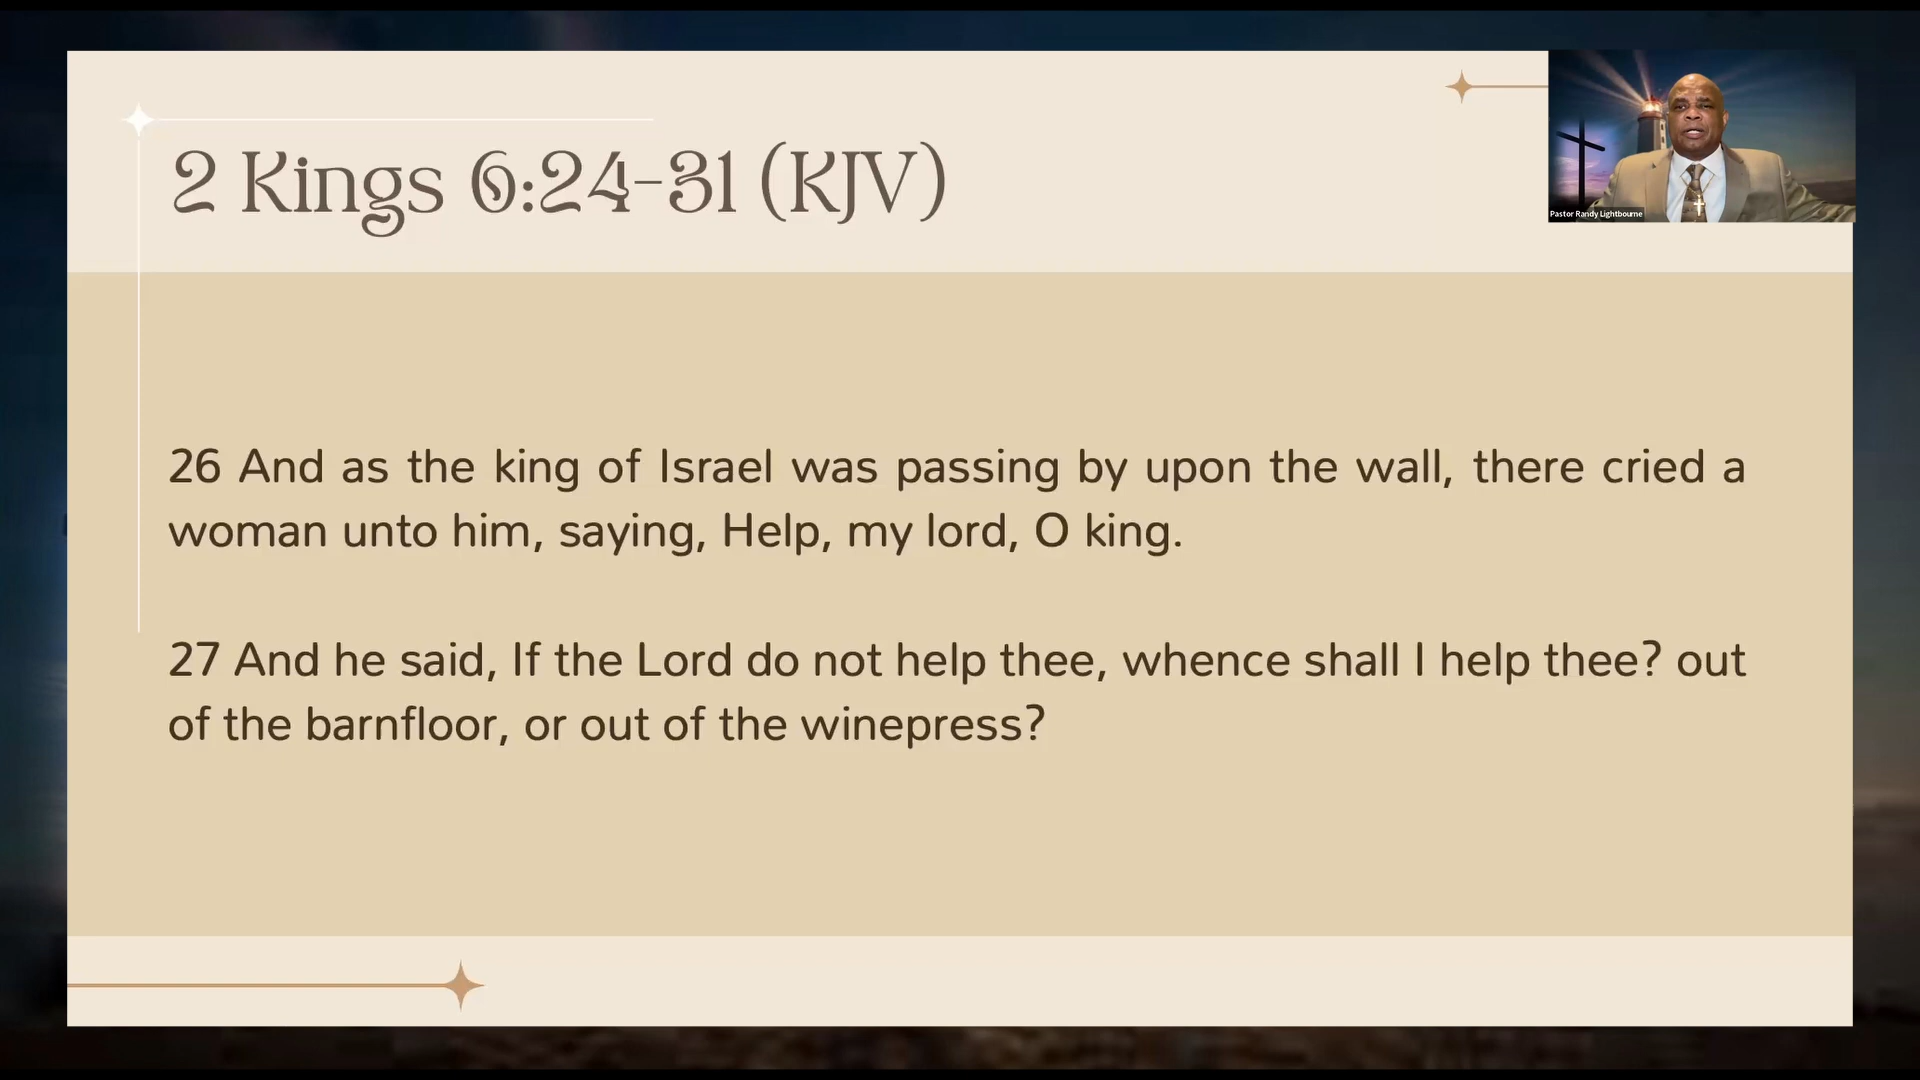 2 Kings 6:24-31 (KJV)
Pastor Randy Lightbourne
26 And as the king of Israel was passing by upon the wall, there cried a
woman unto him, saying, Help, my lord, O king.
27 And he said, If the Lord do not help thee, whence shall I help thee? out
of the barnfloor, or out of the winepress?